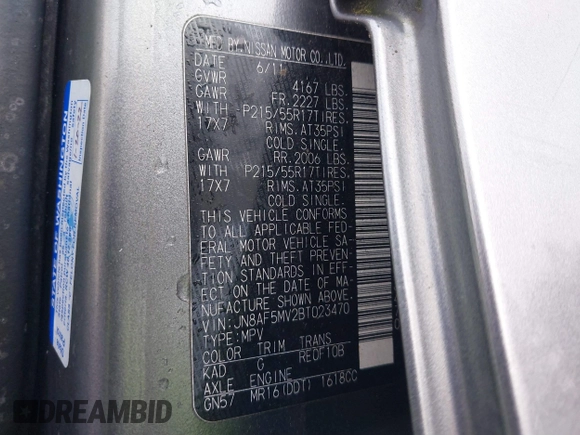 MFD BY NISSAN MOTOR CO.,LTD.
DATE 6/11
GVWR 4167 LBS.
GAWR FR. 2227 LBS.
WITH P215/55R17TIRES.
17X7 RIMS. AT35PSI
COLD SINGLE.
GAWR RR. 2006 LBS.
WITH P215/55R17TIRES.
17X7 RIMS. AT35PSI
COLD SINGLE.
THIS VEHICLE CONFORMS
TO ALL APPLICABLE FED-
ERAL MOTOR VEHICLE SA-
FETY AND THEFT PREVEN-
TION STANDARDS IN EFF-
ECT ON THE DATE OF MA-
NUFACTURE SHOWN ABOVE.
VIN:JN8AF5MV2BT023470
TYPE:MPV
COLOR TRIM TRANS
KAD G RE0F10B
AXLE ENGINE
GN57 MR16(DDT) 1618CC
DREAMBID